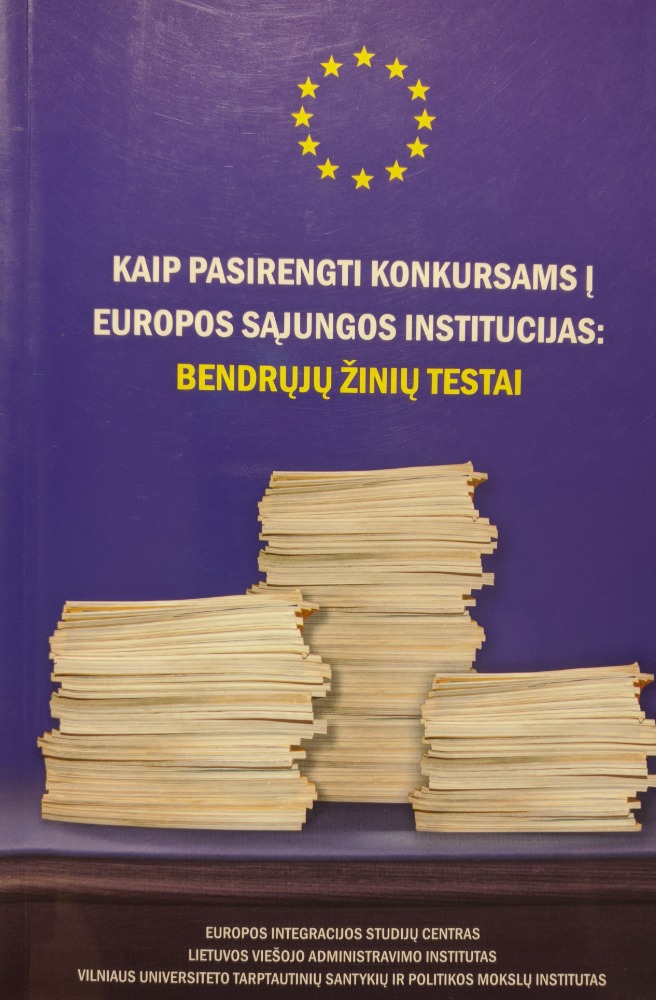 KAIP PASIRENGTI KONKURSAMS Į
EUROPOS SĄJUNGOS INSTITUCIJAS:
BENDRŲJŲ ŽINIŲ TESTAI
EUROPOS INTEGRACIJOS STUDIJŲ CENTRAS
LIETUVOS VIEŠOJO ADMINISTRAVIMO INSTITUTAS
VILNIAUS UNIVERSITETO TARPTAUTINIŲ SANTYKIŲ IR POLITIKOS MOKSLŲ INSTITUTAS